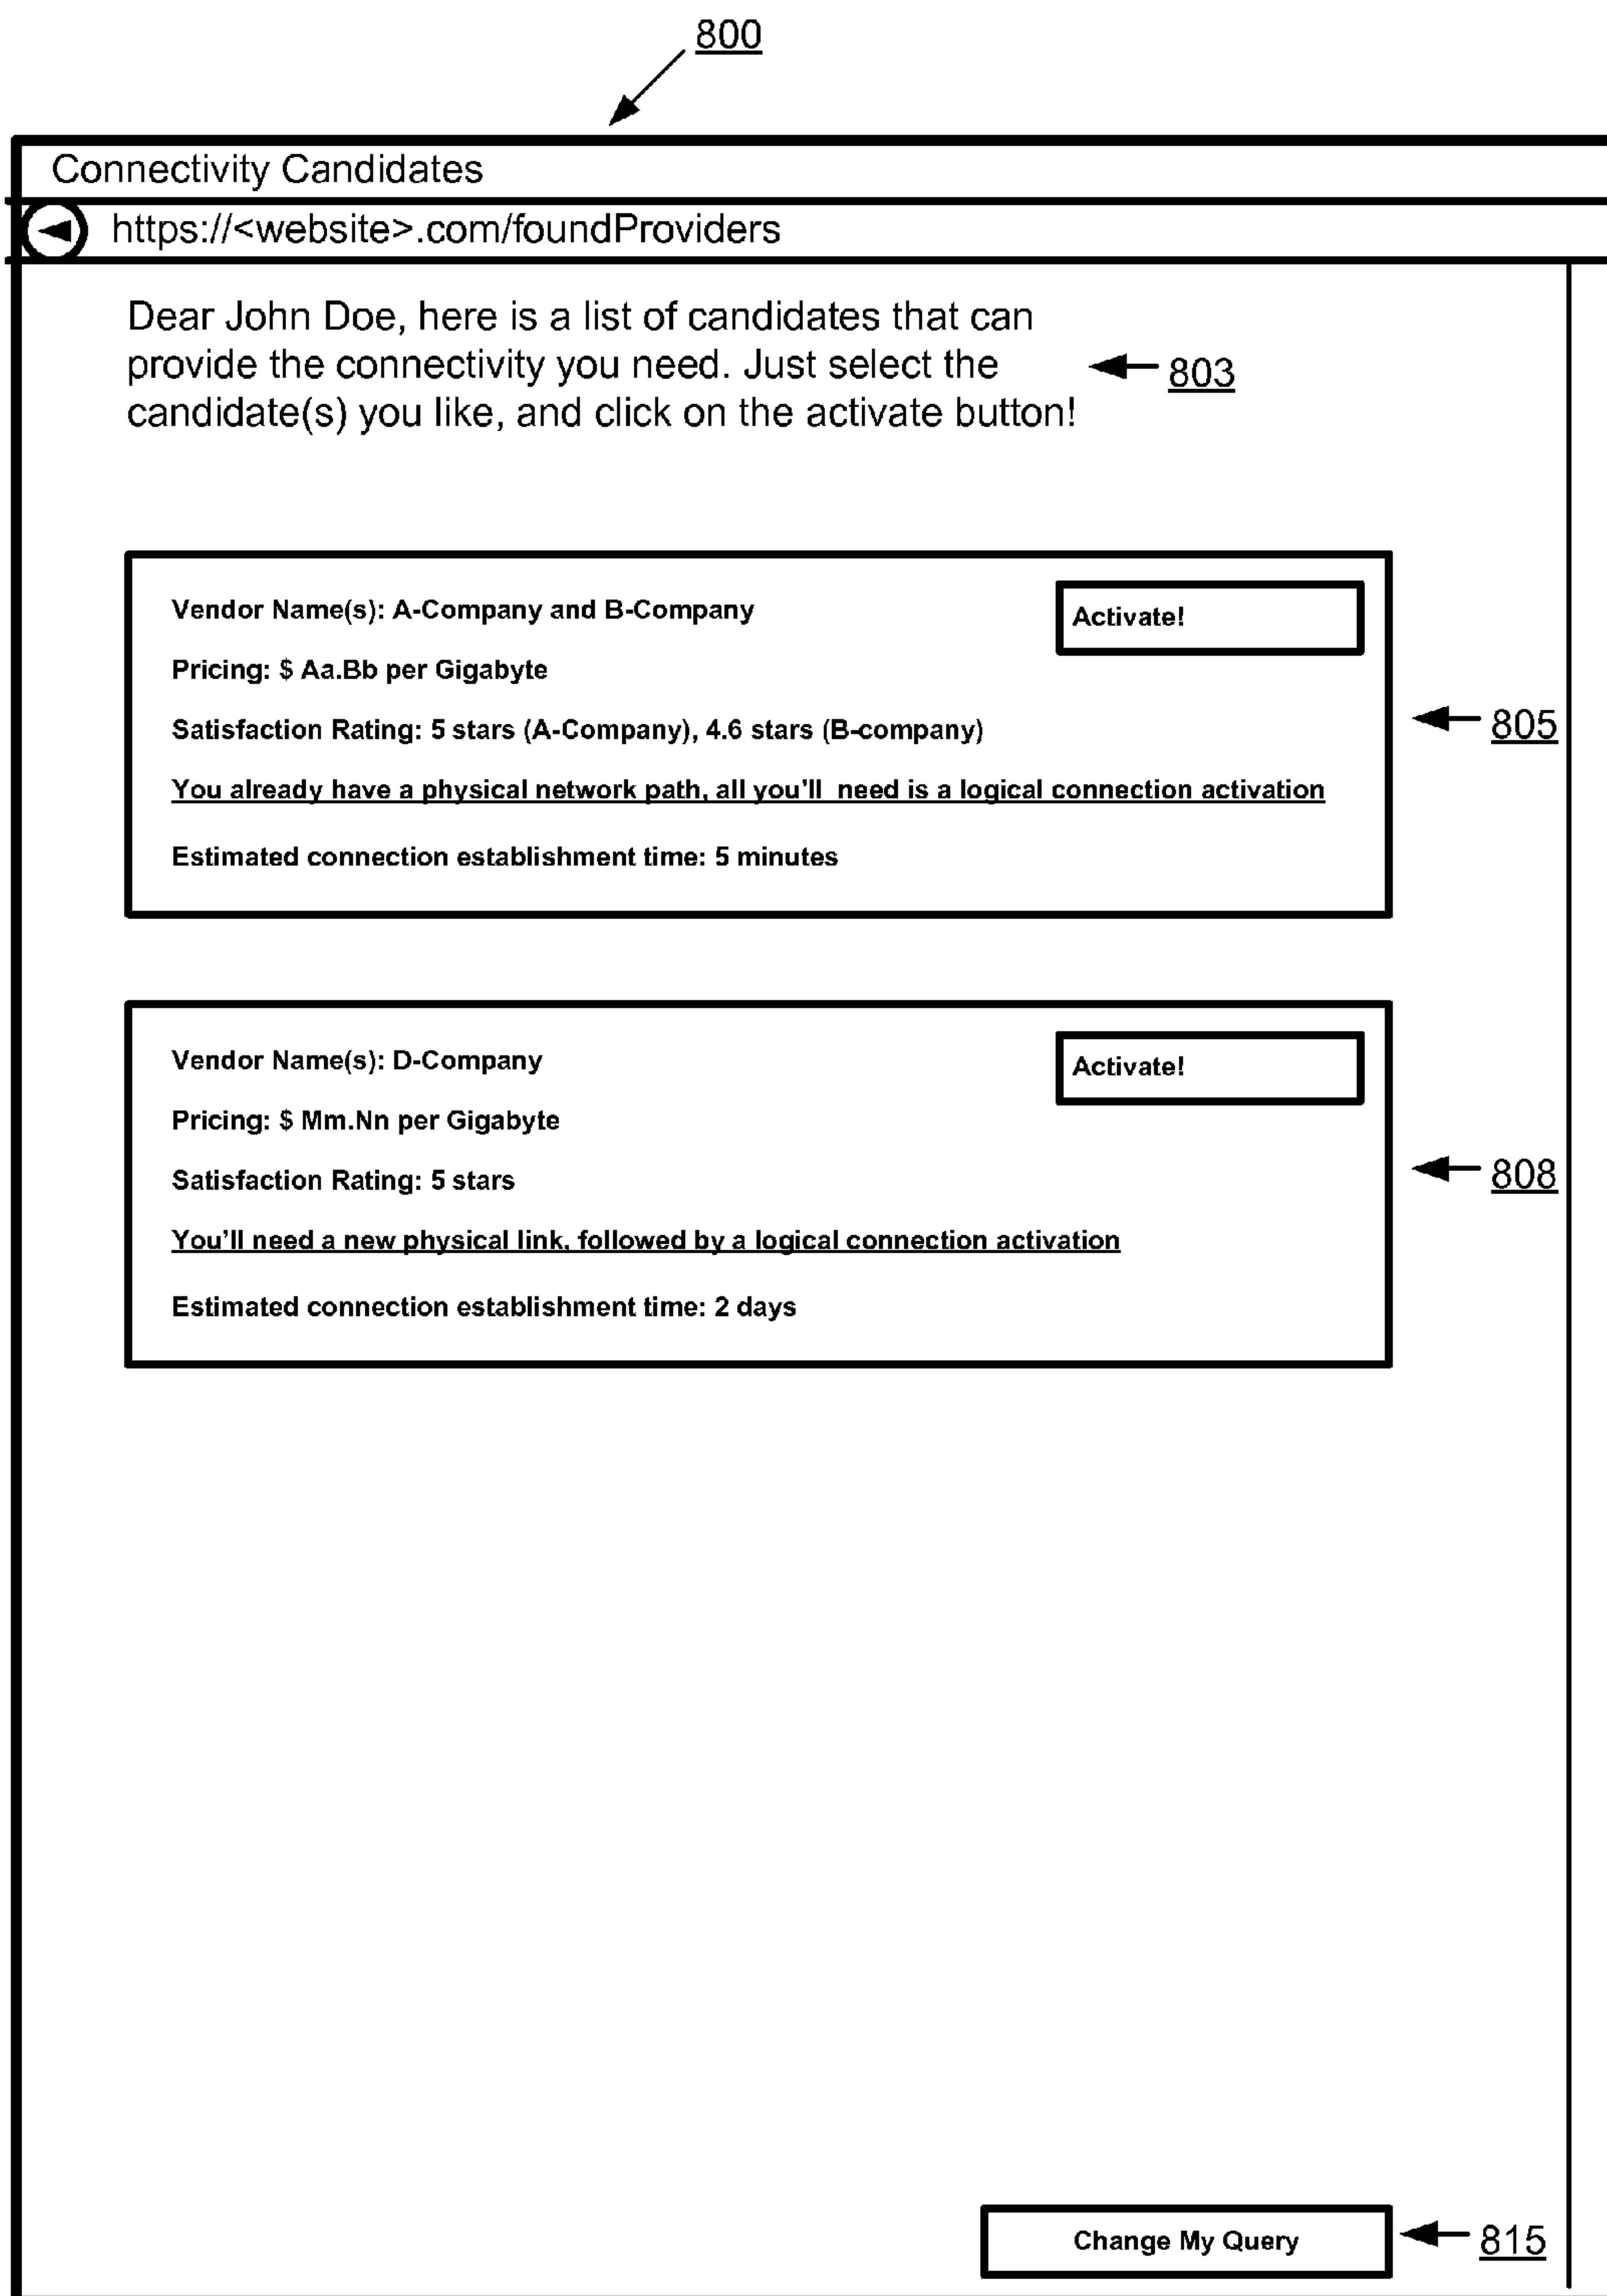 800
Connectivity Candidates
https://<website>.com/foundProviders
Dear John Doe, here is a list of candidates that can
provide the connectivity you need. Just select the
803
candidate(s) you like, and click on the activate button!
Vendor Name(s): A-Company and B-Company
Activate!
Pricing: $ Aa.Bb per Gigabyte
Satisfaction Rating: 5 stars (A-Company), 4.6 stars (B-company)
805
You already have a physical network path, all you'll  need is a logical connection activation
Estimated connection establishment time: 5 minutes
Vendor Name(s): D-Company
Activate!
Pricing: $ Mm.Nn per Gigabyte
Satisfaction Rating: 5 stars
808
You'll need a new physical link, followed by a logical connection activation
Estimated connection establishment time: 2 days
Change My Query
815